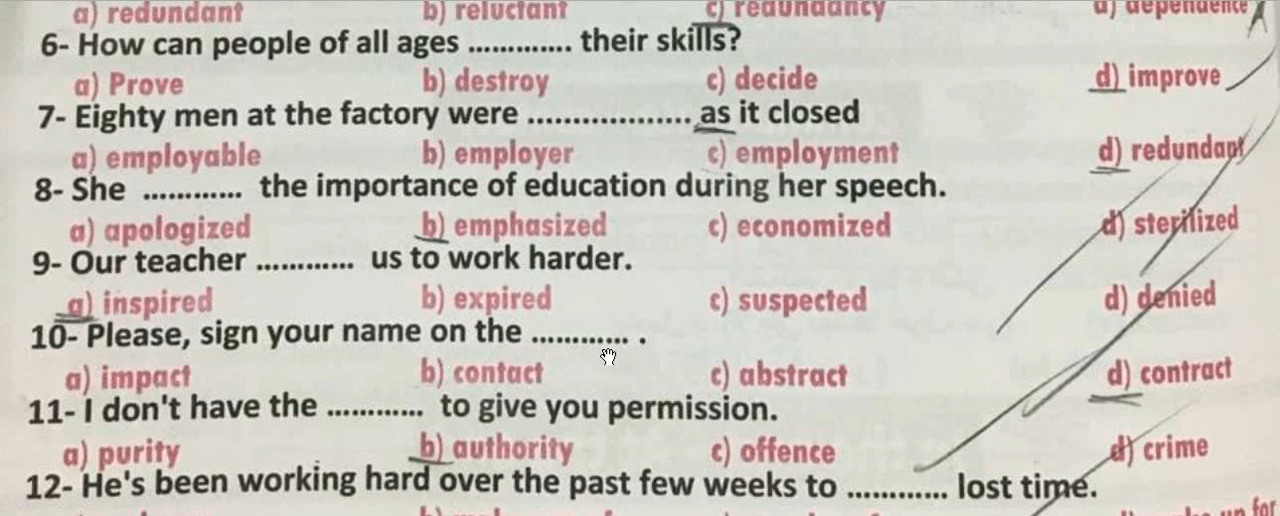 a) redundant b) reluctant c) redundancy d) dependence
6- How can people of all ages ............. their skills?
a) Prove b) destroy c) decide d) improve
7- Eighty men at the factory were ................... as it closed
a) employable b) employer c) employment d) redundant
8- She ............ the importance of education during her speech.
a) apologized b) emphasized c) economized d) sterilized
9- Our teacher ............ us to work harder.
a) inspired b) expired c) suspected d) denied
10- Please, sign your name on the ............ .
a) impact b) contact c) abstract d) contract
11- I don't have the ............ to give you permission.
a) purity b) authority c) offence d) crime
12- He's been working hard over the past few weeks to ............ lost time.
up for